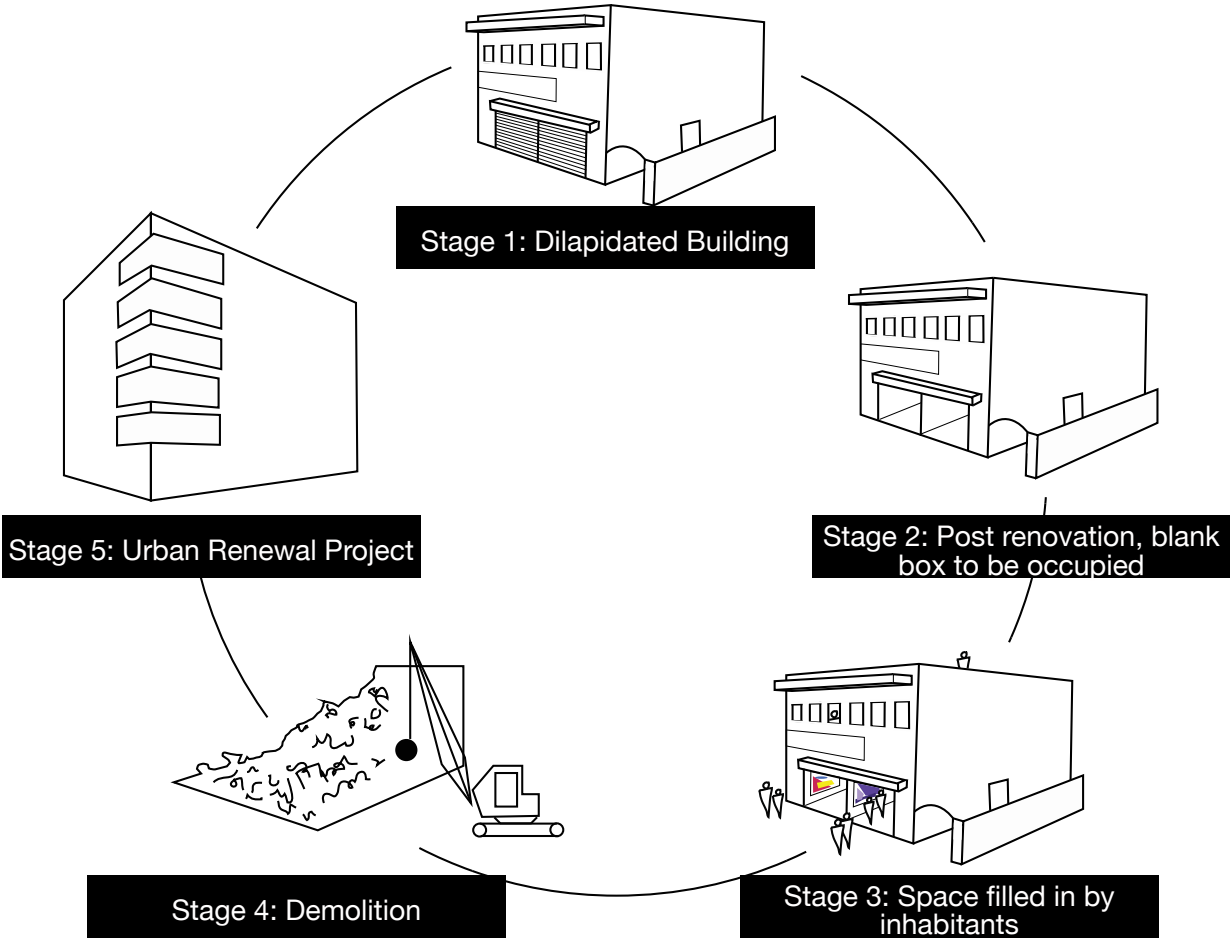 Stage 1: Dilapidated Building
Stage 2: Post renovation, blank
box to be occupied
Stage 3: Space filled in by
inhabitants
Stage 4: Demolition
Stage 5: Urban Renewal Project